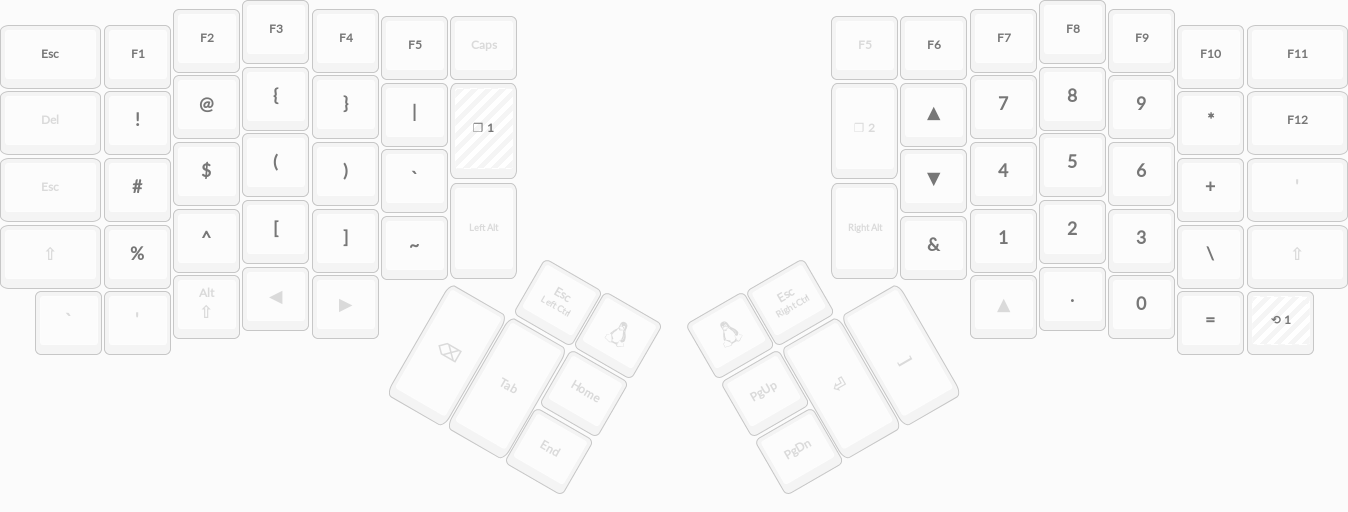 Esc F1 F2 F3 F4 F5 Caps F5 F6 F7 F8 F9 F10 F11
Del ! @ { } | ❐ 1 ❐ 2 ▲ 7 8 9 * F12
Esc # $ ( ) ` ▼ 4 5 6 + '
⇧ % ^ [ ] ~ Left Alt Right Alt & 1 2 3 \ ⇧
` ' Alt ⇧ ◀ ▶ ▲ . 0 = ⟲ 1
Esc
Left Ctrl
⌫ Tab Home
End
Esc
Right Ctrl
PgUp ⏎ ⎵
PgDn